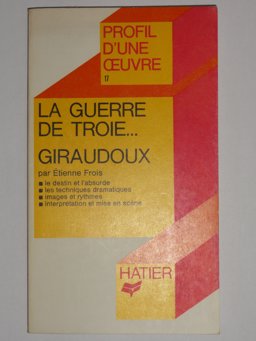 PROFIL
D'UNE
ŒUVRE
17
LA GUERRE
DE TROIE...
GIRAUDOUX
par Étienne Frois
■ le destin et l'absurde
■ les techniques dramatiques
■ images et rythmes
■ interprétation et mise en scène
HATIER